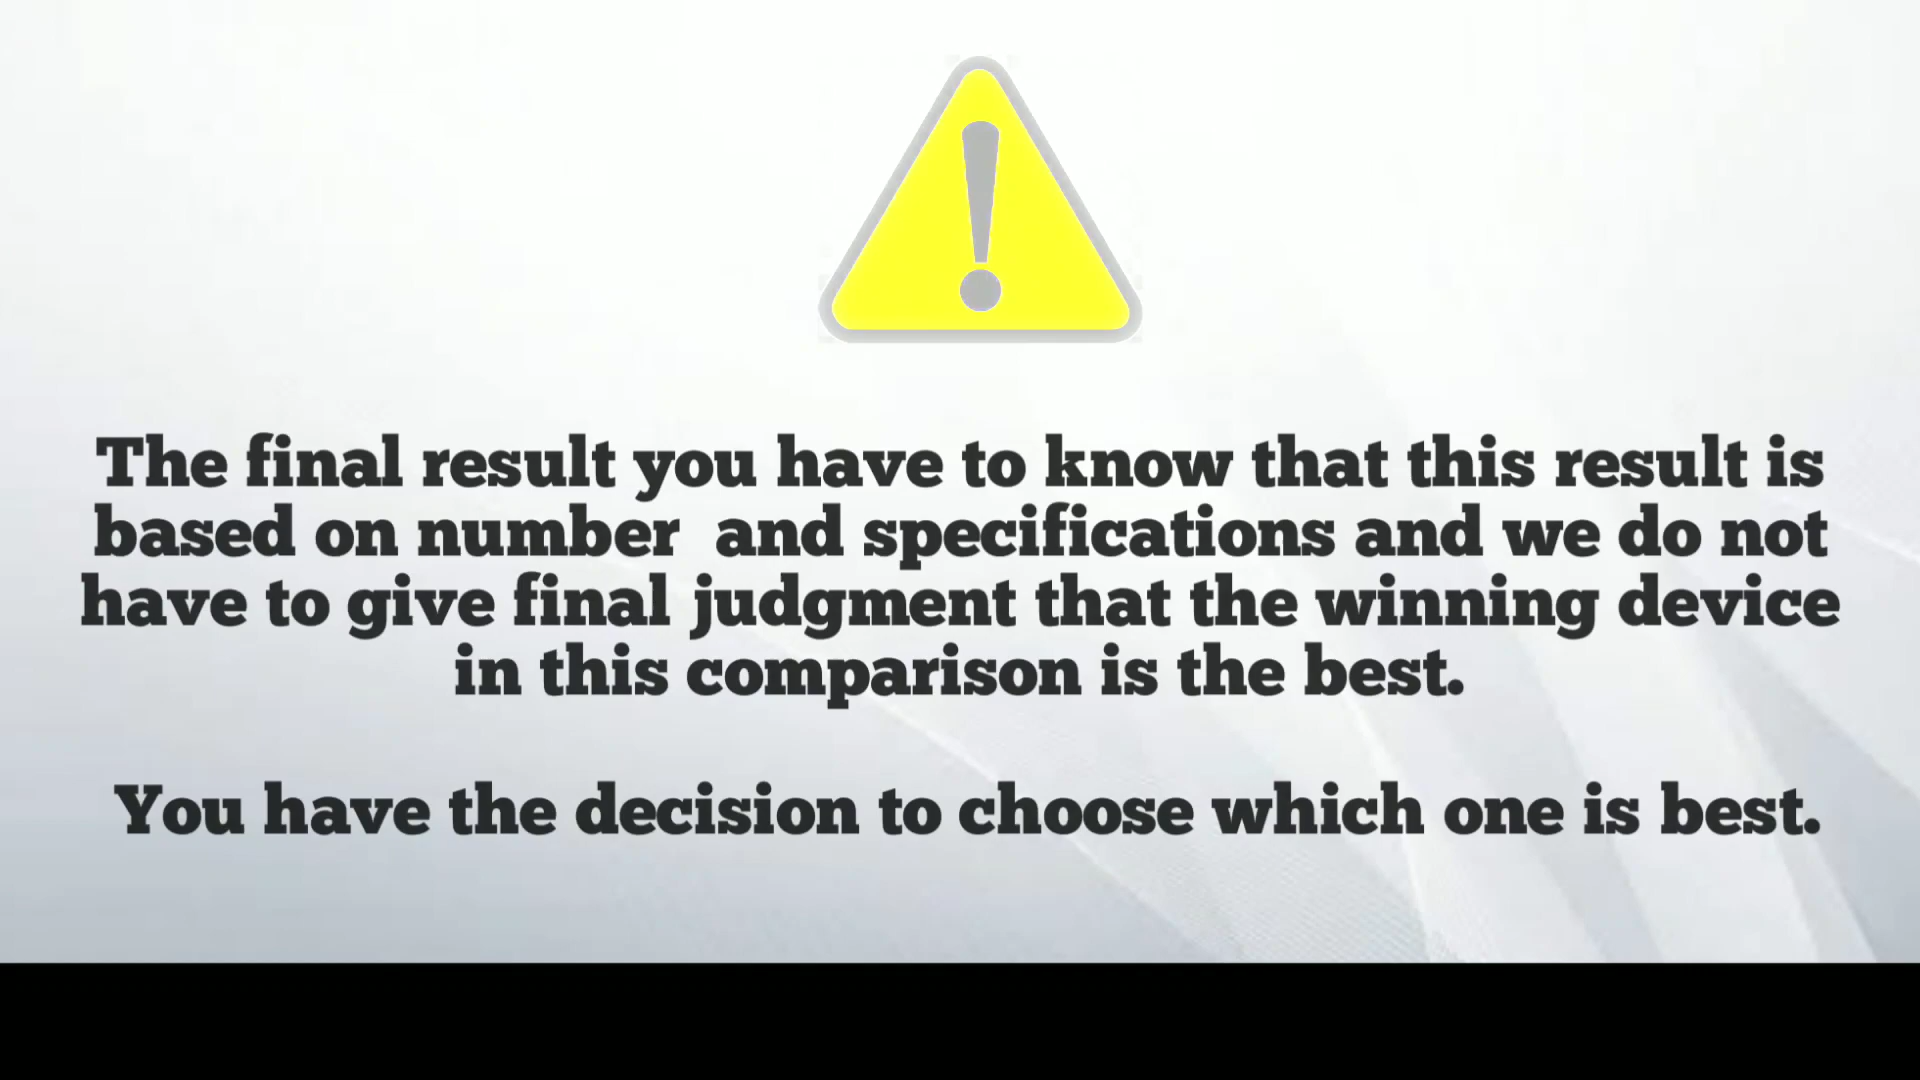 The final result you have to know that this result is
based on number  and specifications and we do not
have to give final judgment that the winning device
in this comparison is the best.
You have the decision to choose which one is best.